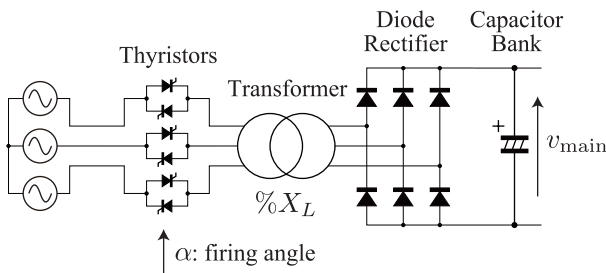 Diode
Rectifier
Capacitor
Bank
Thyristors
Transformer
+
v_main
%X_L
α: firing angle